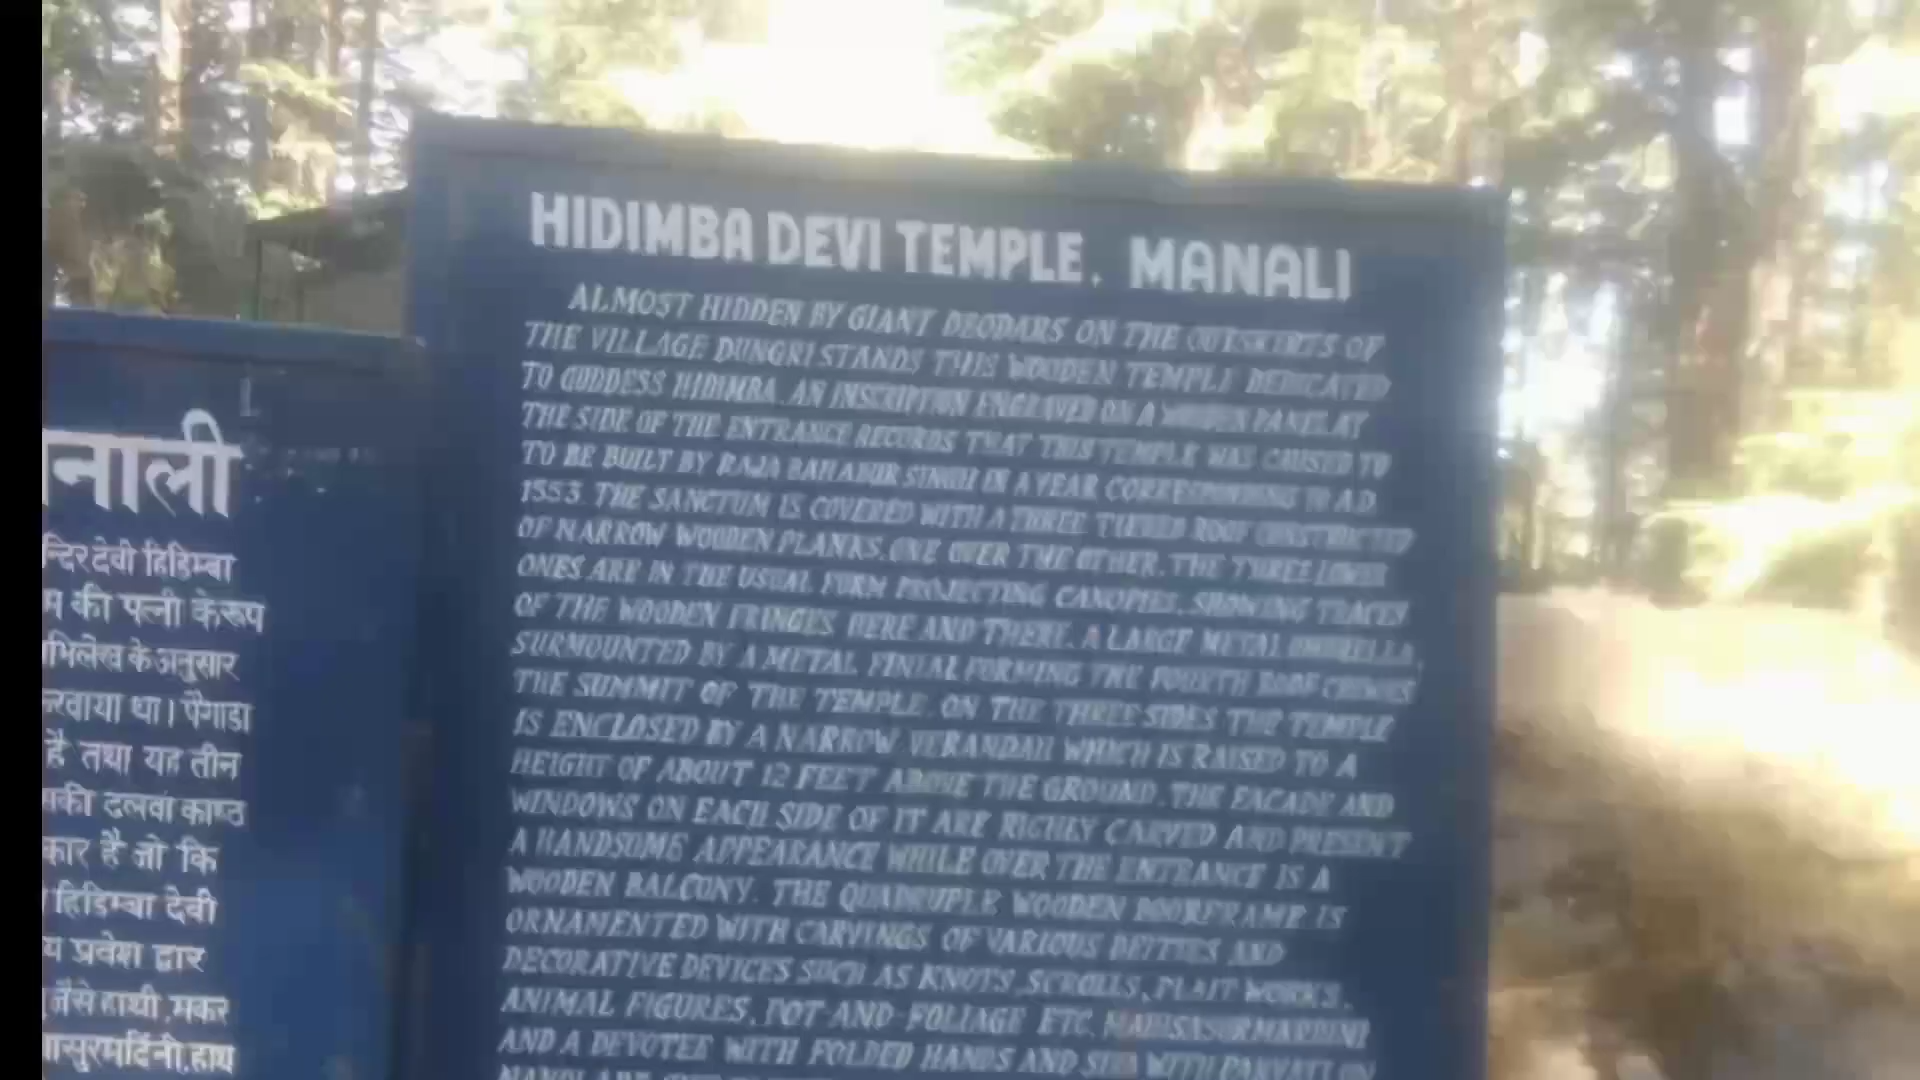 नाली
न्दिर देवी हिडिम्बा
म की पत्नी के रूप
भिलेख के अनुसार
रवाया था। पैगोडा
है तथा यह तीन
सकी ढलवां काष्ठ
कार है जो कि
हिडिम्बा देवी
य प्रवेश द्वार
जैसे हाथी, मकर
ासुरमर्दिनी, हाथ
HIDIMBA DEVI TEMPLE, MANALI
ALMOST HIDDEN BY GIANT DEODARS ON THE OUTSKIRTS OF
THE VILLAGE DUNGRI STANDS THIS WOODEN TEMPLE DEDICATED
TO GODDESS HIDIMBA. AN INSCRIPTION ENGRAVED ON A WOODEN PANEL AT
THE SIDE OF THE ENTRANCE RECORDS THAT THIS TEMPLE WAS CAUSED TO
TO BE BUILT BY RAJA BAHADUR SINGH IN A YEAR CORRESPONDING TO A.D.
1553. THE SANCTUM IS COVERED WITH A THREE TIERED ROOF CONSTRUCTED
OF NARROW WOODEN PLANKS, ONE OVER THE OTHER. THE THREE LOWER
ONES ARE IN THE USUAL FORM PROJECTING CANOPIES, SHOWING TRACES
OF THE WOODEN FRINGES HERE AND THERE. A LARGE METAL UMBRELLA,
SURMOUNTED BY A METAL FINIAL FORMING THE FOURTH ROOF CROWNS
THE SUMMIT OF THE TEMPLE. ON THE THREE SIDES THE TEMPLE
IS ENCLOSED BY A NARROW VERANDAH WHICH IS RAISED TO A
HEIGHT OF ABOUT 12 FEET ABOVE THE GROUND. THE FACADE AND
WINDOWS ON EACH SIDE OF IT ARE RICHLY CARVED AND PRESENT
A HANDSOME APPEARANCE WHILE OVER THE ENTRANCE IS A
WOODEN BALCONY. THE QUADRUPLE WOODEN DOORFRAME IS
ORNAMENTED WITH CARVINGS OF VARIOUS DEITIES AND
DECORATIVE DEVICES SUCH AS KNOTS, SCROLLS, PLAIT WORKS,
ANIMAL FIGURES, POT AND FOLIAGE ETC. MAHISASURMARDINI
AND A DEVOTEE WITH FOLDED HANDS AND SIVA WITH PARVATI ON